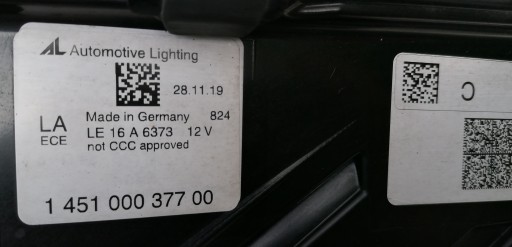 AL Automotive Lighting
28.11.19
Made in Germany 824
LA LE 16 A 6373 12 V
ECE not CCC approved
1 451 000 377 00
C